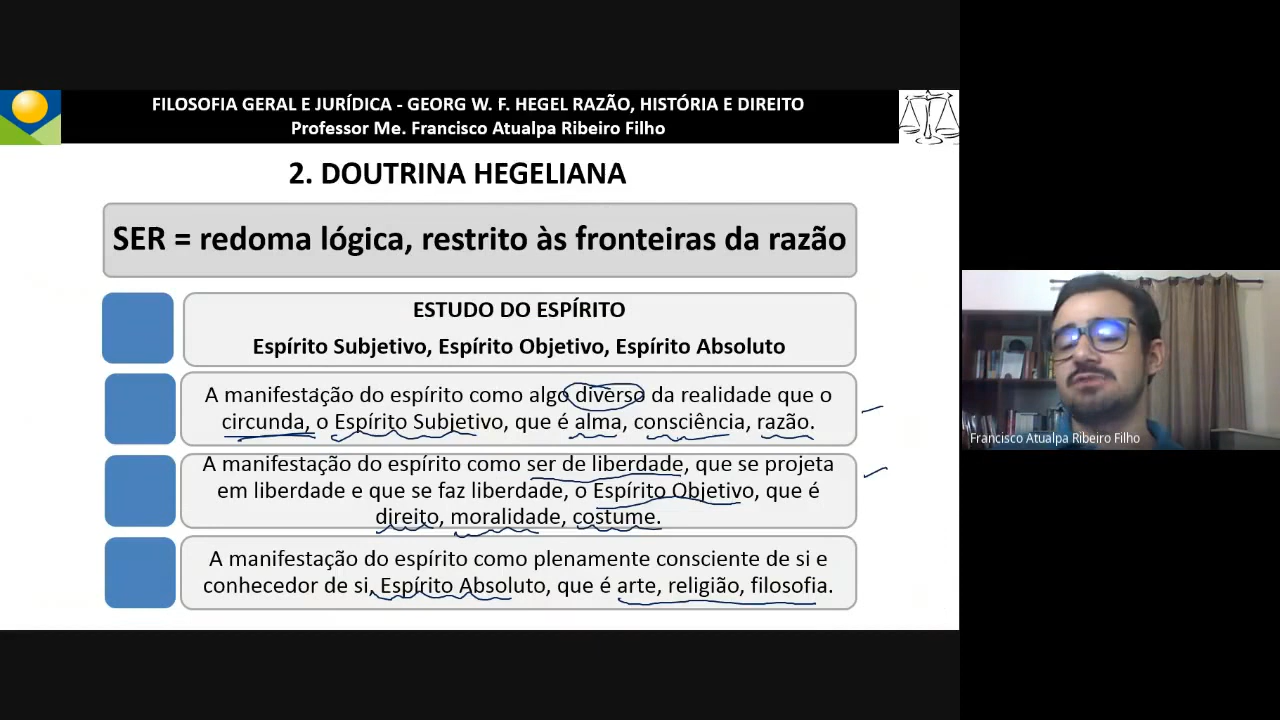 FILOSOFIA GERAL E JURÍDICA - GEORG W. F. HEGEL RAZÃO, HISTÓRIA E DIREITO
Professor Me. Francisco Atualpa Ribeiro Filho
2. DOUTRINA HEGELIANA
SER = redoma lógica, restrito às fronteiras da razão
ESTUDO DO ESPÍRITO
Espírito Subjetivo, Espírito Objetivo, Espírito Absoluto
A manifestação do espírito como algo diverso da realidade que o
circunda, o Espírito Subjetivo, que é alma, consciência, razão.
A manifestação do espírito como ser de liberdade, que se projeta
em liberdade e que se faz liberdade, o Espírito Objetivo, que é
direito, moralidade, costume.
A manifestação do espírito como plenamente consciente de si e
conhecedor de si, Espírito Absoluto, que é arte, religião, filosofia.
Francisco Atualpa Ribeiro Filho